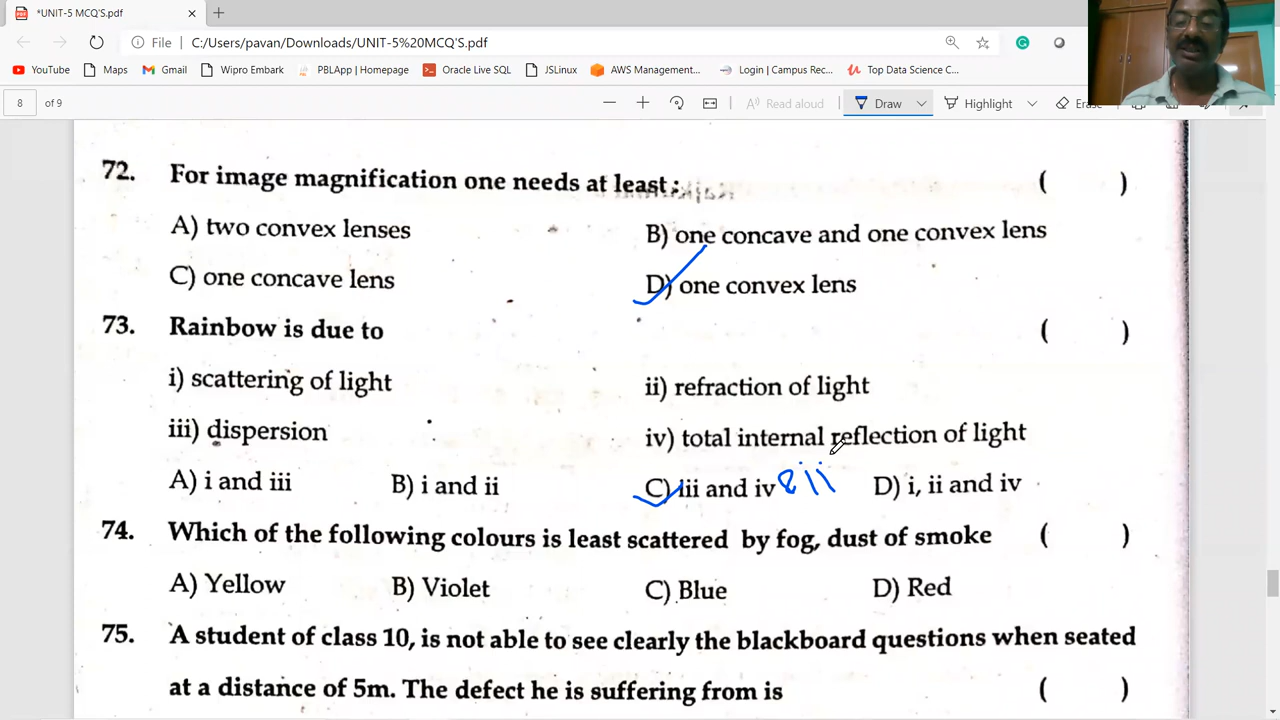 *UNIT-5 MCQ'S.pdf
File C:/Users/pavan/Downloads/UNIT-5%20MCQ'S.pdf
YouTube Maps Gmail Wipro Embark PBLApp | Homepage Oracle Live SQL JSLinux AWS Management... Login | Campus Rec... Top Data Science C...
8 of 9 Read aloud Draw Highlight Erase
72. For image magnification one needs at least : ( )
A) two convex lenses B) one concave and one convex lens
C) one concave lens D) one convex lens
73. Rainbow is due to ( )
i) scattering of light ii) refraction of light
iii) dispersion iv) total internal reflection of light
A) i and iii B) i and ii C) iii and iv & ii D) i, ii and iv
74. Which of the following colours is least scattered by fog, dust of smoke ( )
A) Yellow B) Violet C) Blue D) Red
75. A student of class 10, is not able to see clearly the blackboard questions when seated
at a distance of 5m. The defect he is suffering from is ( )